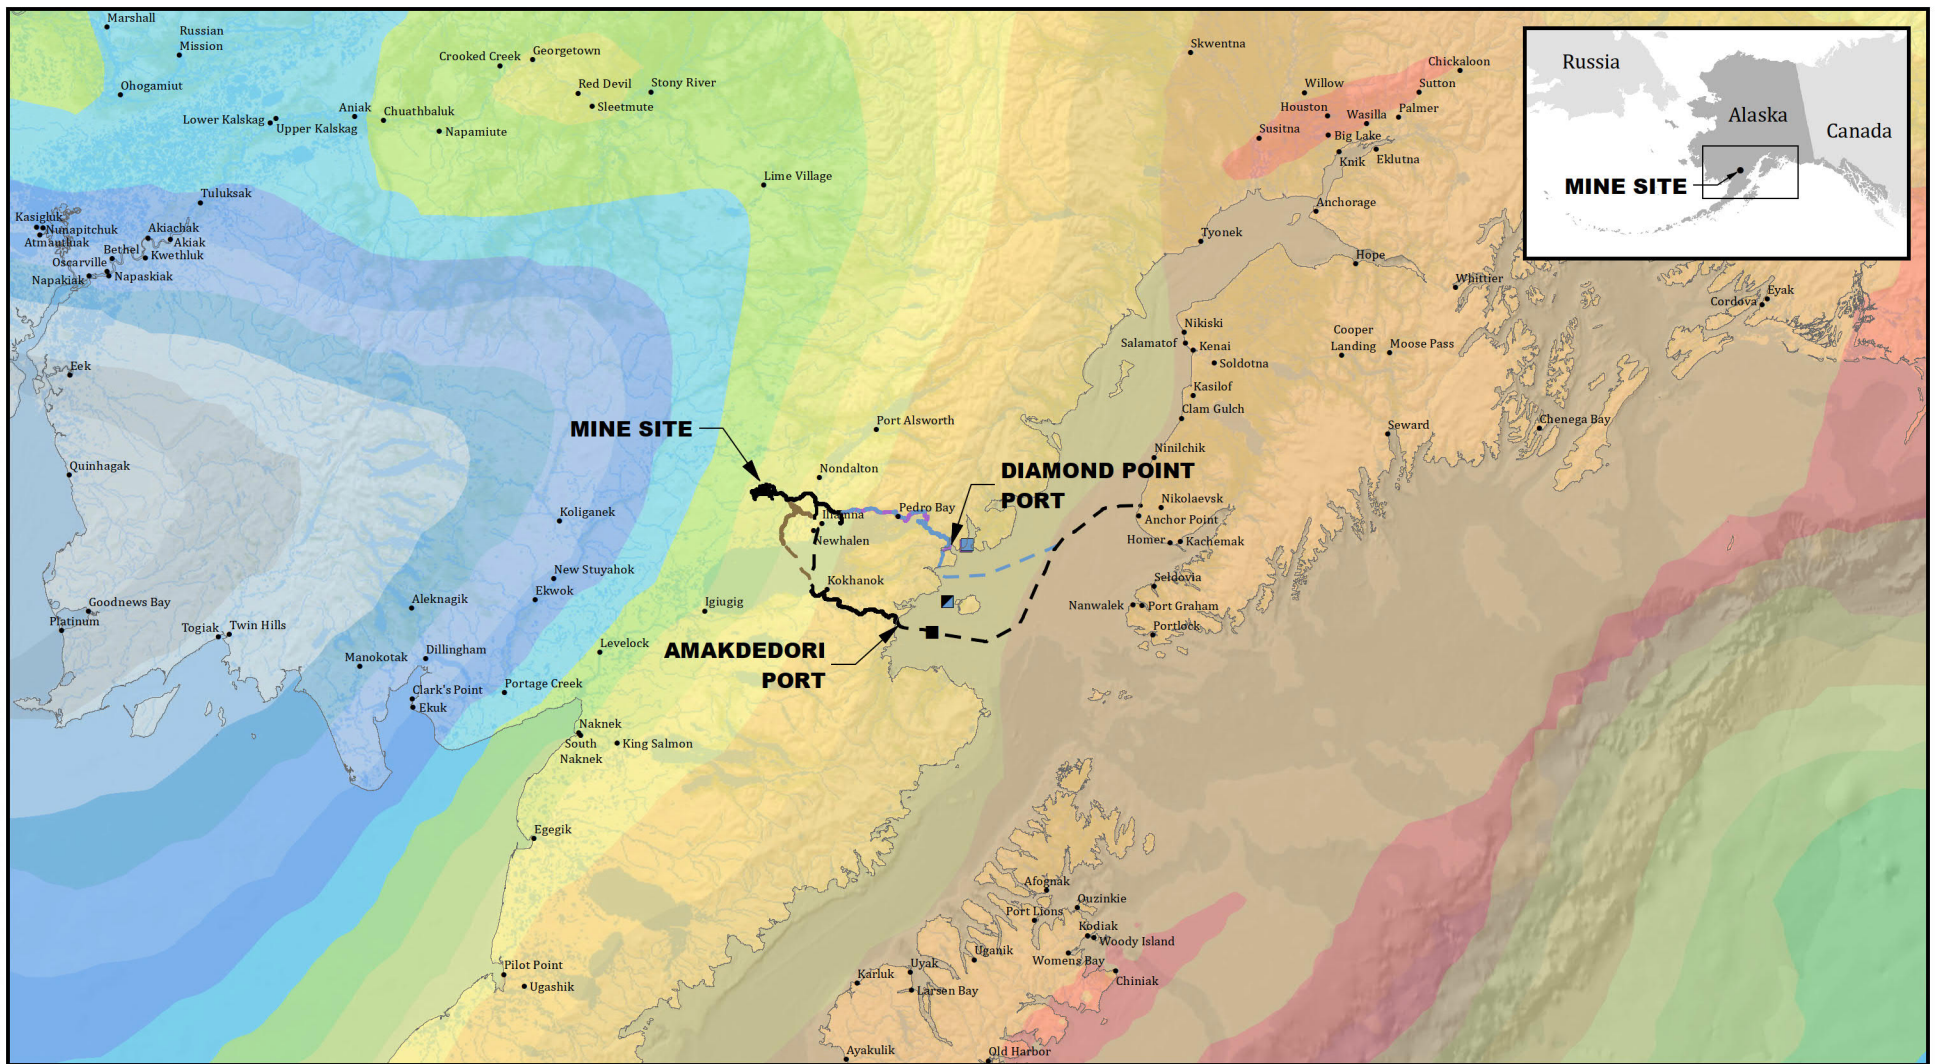 Marshall
Russian
Mission
Ohogamiut
Crooked Creek
Georgetown
Red Devil
Stony River
Sleetmute
Lower Kalskag
Upper Kalskag
Aniak
Chuathbaluk
Napamiute
Lime Village
Tuluksak
Kasigluk
Nunapitchuk
Atmautluak
Akiachak
Akiak
Bethel
Kwethluk
Oscarville
Napakiak
Napaskiak
Eek
Quinhagak
Goodnews Bay
Platinum
Togiak
Twin Hills
Koliganek
New Stuyahok
Ekwok
Aleknagik
Manokotak
Dillingham
Clark's Point
Ekuk
Portage Creek
Levelock
Igiugig
Naknek
South
Naknek
King Salmon
Egegik
Pilot Point
Ugashik
MINE SITE
Port Alsworth
Nondalton
Iliamna
Newhalen
Pedro Bay
Kokhanok
DIAMOND POINT
PORT
AMAKDEDORI
PORT
Skwentna
Chickaloon
Willow
Sutton
Houston
Wasilla
Palmer
Susitna
Big Lake
Knik
Eklutna
Anchorage
Tyonek
Hope
Whittier
Nikiski
Salamatof
Kenai
Soldotna
Cooper
Landing
Moose Pass
Kasilof
Clam Gulch
Ninilchik
Seward
Chenega Bay
Cordova
Eyak
Nikolaevsk
Anchor Point
Homer
Kachemak
Seldovia
Nanwalek
Port Graham
Portlock
Afognak
Ouzinkie
Port Lions
Kodiak
Woody Island
Womens Bay
Chiniak
Uganik
Uyak
Karluk
Larsen Bay
Ayakulik
Old Harbor
Russia
Alaska
Canada
MINE SITE